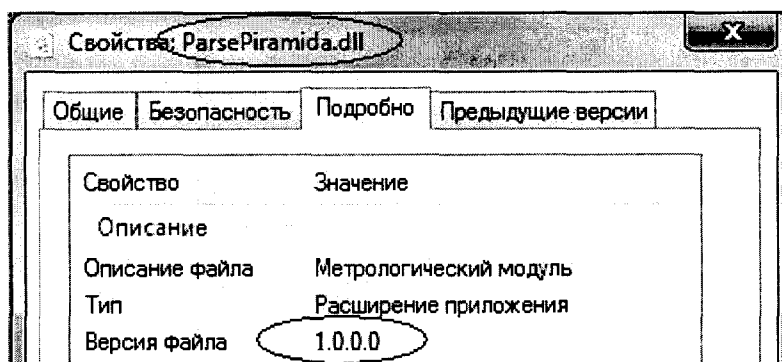 Свойства: ParsePiramida.dll
Общие Безопасность Подробно Предыдущие версии
Свойство Значение
Описание
Описание файла Метрологический модуль
Тип Расширение приложения
Версия файла 1.0.0.0